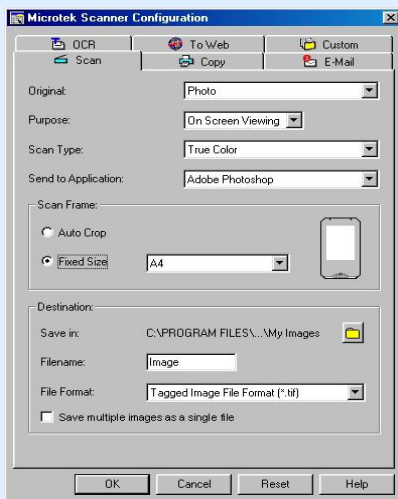 Microtek Scanner Configuration
OCR To Web Custom
Scan Copy E-Mail
Original: Photo
Purpose: On Screen Viewing
Scan Type: True Color
Send to Application: Adobe Photoshop
Scan Frame:
Auto Crop
Fixed Size A4
Destination:
Save in: C:\PROGRAM FILES\...\My Images
Filename: Image
File Format: Tagged Image File Format (*.tif)
Save multiple images as a single file
OK Cancel Reset Help